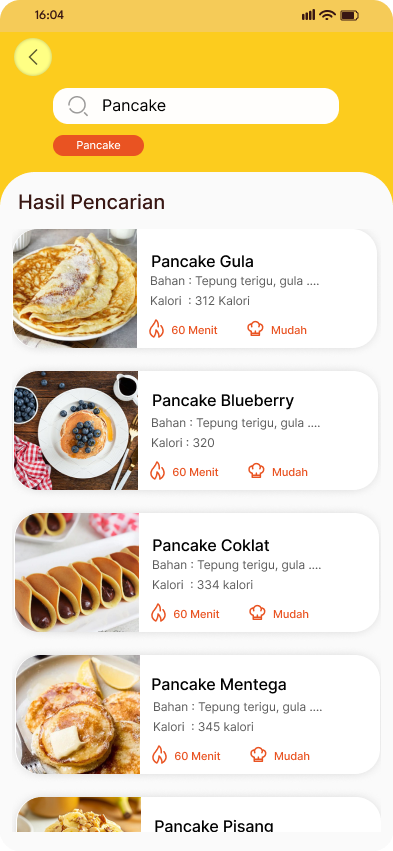 16:04
Pancake
Pancake
Hasil Pencarian
Pancake Gula
Bahan : Tepung terigu, gula ....
Kalori : 312 Kalori
60 Menit Mudah
Pancake Blueberry
Bahan : Tepung terigu, gula ....
Kalori : 320
60 Menit Mudah
Pancake Coklat
Bahan : Tepung terigu, gula ....
Kalori : 334 kalori
60 Menit Mudah
Pancake Mentega
Bahan : Tepung terigu, gula ....
Kalori : 345 kalori
60 Menit Mudah
Pancake Pisang